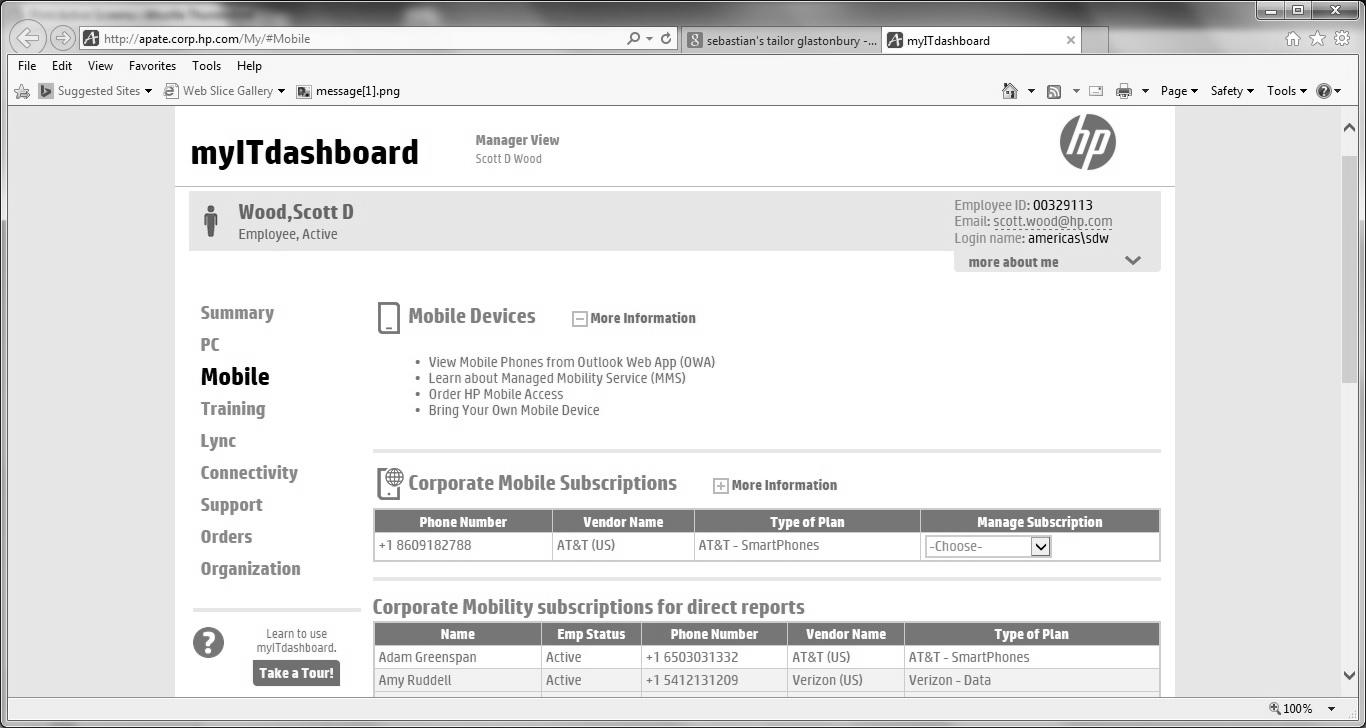 http://apate.corp.hp.com/My/#Mobile
sebastian's tailor glastonbury -...
myITdashboard
File Edit View Favorites Tools Help
Suggested Sites Web Slice Gallery message[1].png Page Safety Tools
myITdashboard
Manager View
Scott D Wood
hp
Wood,Scott D
Employee, Active
Employee ID: 00329113
Email: scott.wood@hp.com
Login name: americas\sdw
more about me
Summary
PC
Mobile
Training
Lync
Connectivity
Support
Orders
Organization
Learn to use
myITdashboard.
Take a Tour!
Mobile Devices More Information
• View Mobile Phones from Outlook Web App (OWA)
• Learn about Managed Mobility Service (MMS)
• Order HP Mobile Access
• Bring Your Own Mobile Device
Corporate Mobile Subscriptions More Information
Phone Number Vendor Name Type of Plan Manage Subscription
+1 8609182788 AT&T (US) AT&T - SmartPhones -Choose-
Corporate Mobility subscriptions for direct reports
Name Emp Status Phone Number Vendor Name Type of Plan
Adam Greenspan Active +1 6503031332 AT&T (US) AT&T - SmartPhones
Amy Ruddell Active +1 5412131209 Verizon (US) Verizon - Data
100%